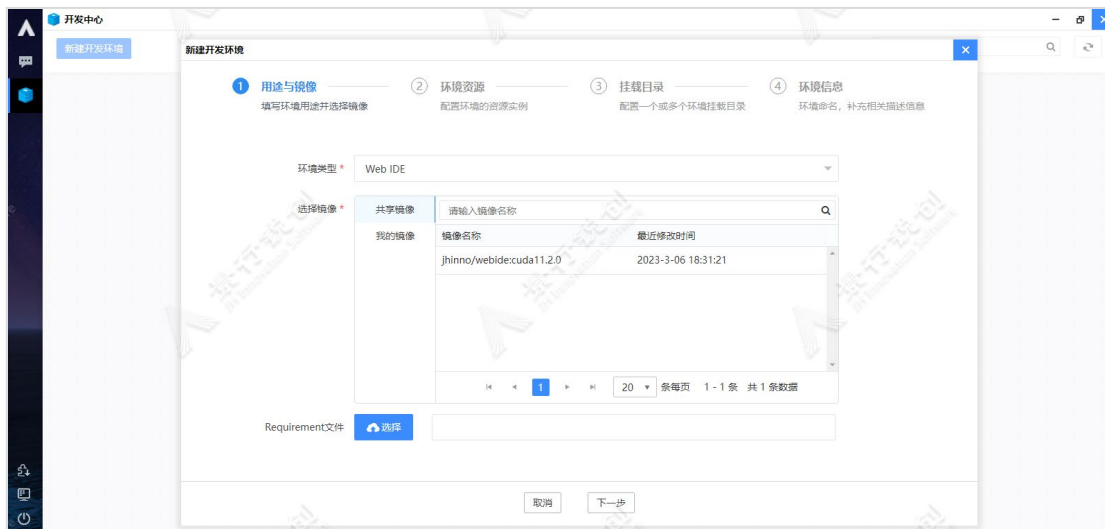 开发中心
新建开发环境
新建开发环境
1 用途与镜像 2 环境资源 3 挂载目录 4 环境信息
填写环境用途并选择镜像 配置环境的资源实例 配置一个或多个环境挂载目录 环境命名，补充相关描述信息
环境类型 * Web IDE
选择镜像 * 共享镜像 请输入镜像名称
我的镜像 镜像名称 最近修改时间
jhinno/webide:cuda11.2.0 2023-3-06 18:31:21
1 20 条每页 1 - 1 条 共 1 条数据
Requirement文件 选择
取消 下一步
景行锐创
JH Innovation Software